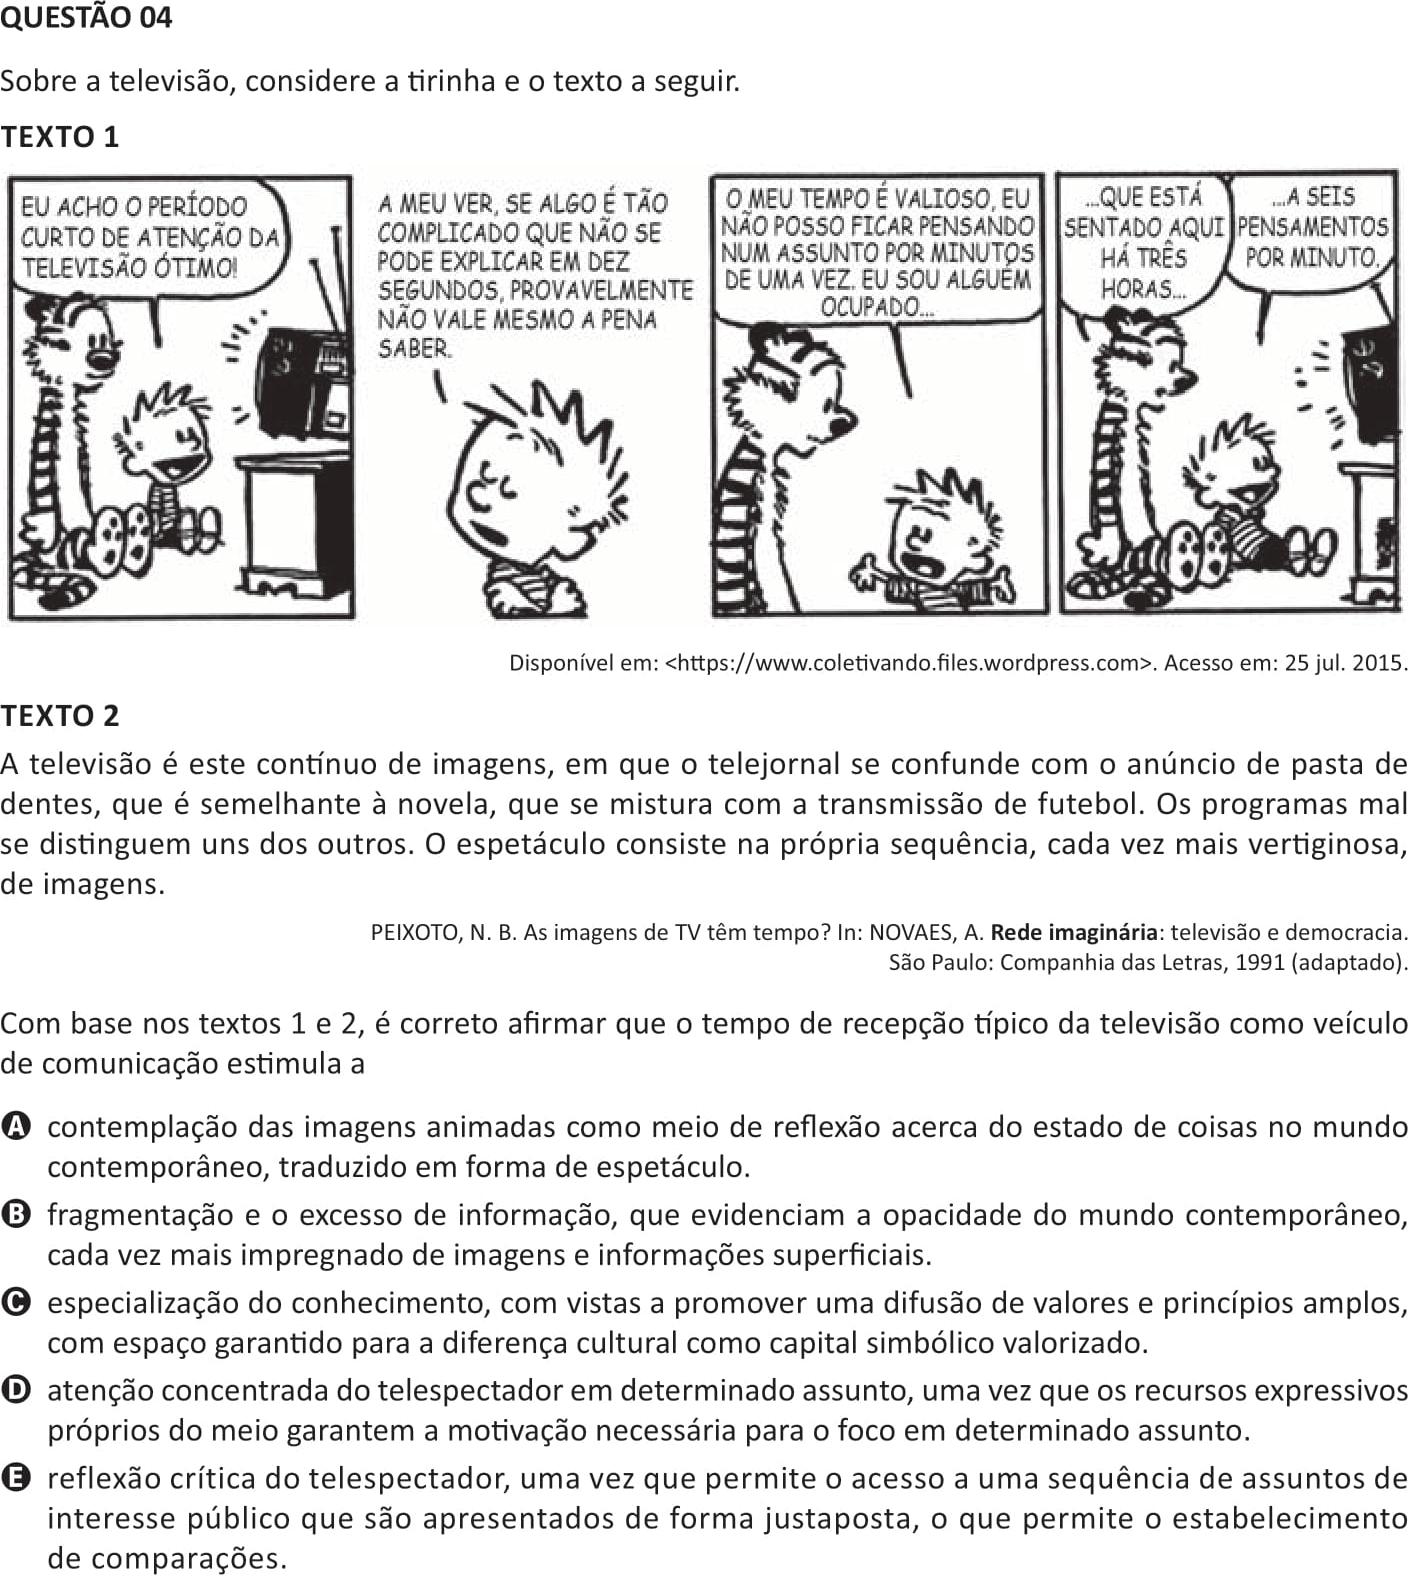 QUESTÃO 04
Sobre a televisão, considere a tirinha e o texto a seguir.
TEXTO 1
EU ACHO O PERÍODO
CURTO DE ATENÇÃO DA
TELEVISÃO ÓTIMO!
A MEU VER, SE ALGO É TÃO
COMPLICADO QUE NÃO SE
PODE EXPLICAR EM DEZ
SEGUNDOS, PROVAVELMENTE
NÃO VALE MESMO A PENA
SABER.
O MEU TEMPO É VALIOSO, EU
NÃO POSSO FICAR PENSANDO
NUM ASSUNTO POR MINUTOS
DE UMA VEZ. EU SOU ALGUÉM
OCUPADO...
...QUE ESTÁ
SENTADO AQUI
HÁ TRÊS
HORAS...
...A SEIS
PENSAMENTOS
POR MINUTO.
Disponível em: <https://www.coletivando.files.wordpress.com>. Acesso em: 25 jul. 2015.
TEXTO 2
A televisão é este contínuo de imagens, em que o telejornal se confunde com o anúncio de pasta de
dentes, que é semelhante à novela, que se mistura com a transmissão de futebol. Os programas mal
se distinguem uns dos outros. O espetáculo consiste na própria sequência, cada vez mais vertiginosa,
de imagens.
PEIXOTO, N. B. As imagens de TV têm tempo? In: NOVAES, A. Rede imaginária: televisão e democracia.
São Paulo: Companhia das Letras, 1991 (adaptado).
Com base nos textos 1 e 2, é correto afirmar que o tempo de recepção típico da televisão como veículo
de comunicação estimula a
A contemplação das imagens animadas como meio de reflexão acerca do estado de coisas no mundo
contemporâneo, traduzido em forma de espetáculo.
B fragmentação e o excesso de informação, que evidenciam a opacidade do mundo contemporâneo,
cada vez mais impregnado de imagens e informações superficiais.
C especialização do conhecimento, com vistas a promover uma difusão de valores e princípios amplos,
com espaço garantido para a diferença cultural como capital simbólico valorizado.
D atenção concentrada do telespectador em determinado assunto, uma vez que os recursos expressivos
próprios do meio garantem a motivação necessária para o foco em determinado assunto.
E reflexão crítica do telespectador, uma vez que permite o acesso a uma sequência de assuntos de
interesse público que são apresentados de forma justaposta, o que permite o estabelecimento
de comparações.